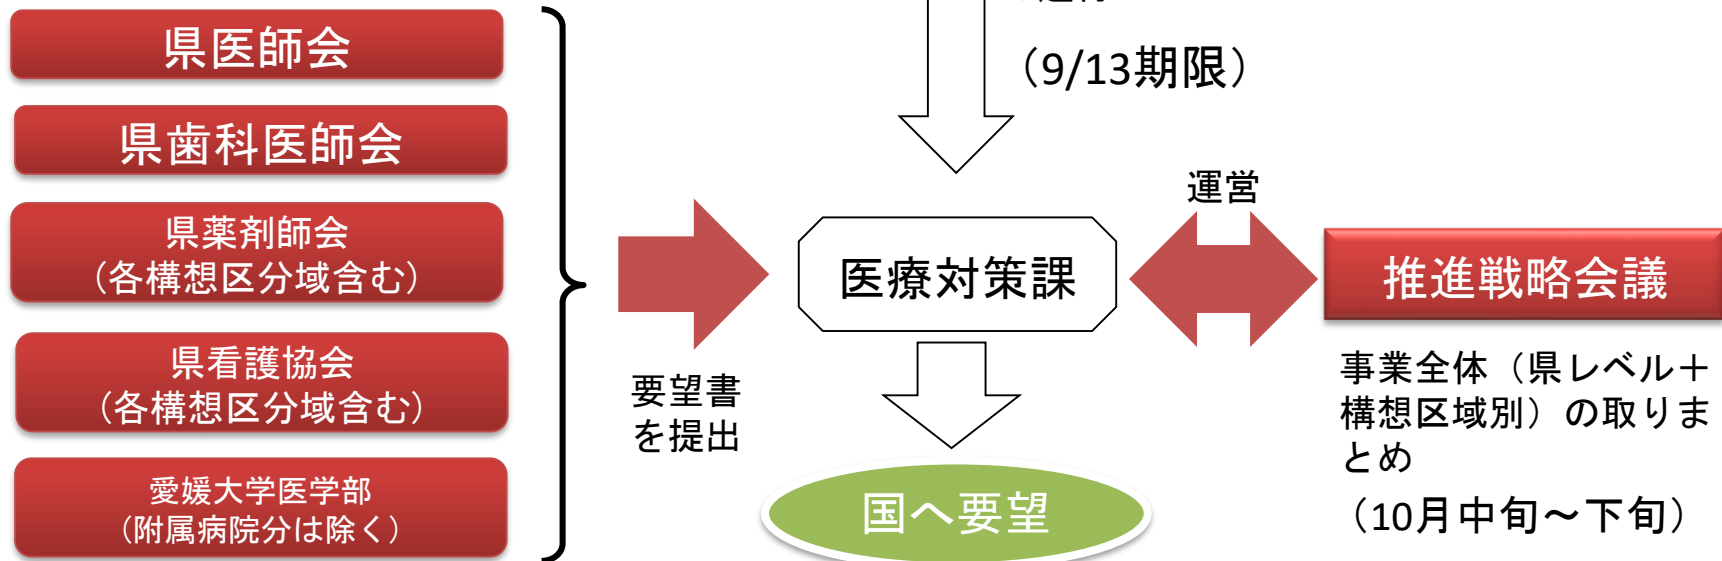 県医師会
県歯科医師会
県薬剤師会
（各構想区分域含む）
県看護協会
（各構想区分域含む）
愛媛大学医学部
（附属病院分は除く）
要望書
を提出
（9/13期限）
医療対策課
国へ要望
運営
推進戦略会議
事業全体（県レベル＋
構想区域別）の取りま
とめ
（10月中旬～下旬）